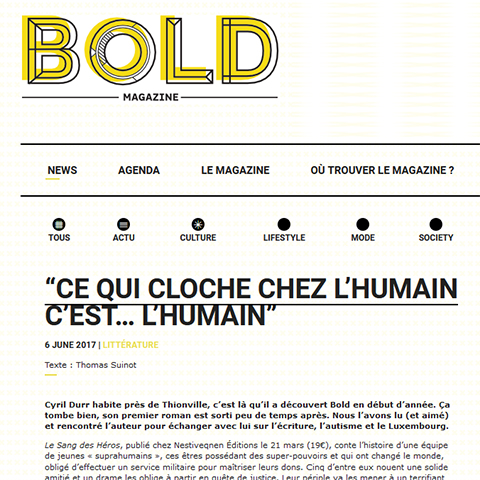 BOLD
MAGAZINE
NEWS AGENDA LE MAGAZINE OÙ TROUVER LE MAGAZINE ?
TOUS ACTU CULTURE LIFESTYLE MODE SOCIETY
“CE QUI CLOCHE CHEZ L’HUMAIN
C’EST… L’HUMAIN”
6 JUNE 2017 | LITTÉRATURE
Texte : Thomas Suinot
Cyril Durr habite près de Thionville, c’est là qu’il a découvert Bold en début d’année. Ça
tombe bien, son premier roman est sorti peu de temps après. Nous l’avons lu (et aimé)
et rencontré l’auteur pour échanger avec lui sur l’écriture, l’autisme et le Luxembourg.
Le Sang des Héros, publié chez Nestiveqnen Éditions le 21 mars (19€), conte l’histoire d’une équipe
de jeunes « suprahumains », ces êtres possédant des super-pouvoirs et qui ont changé le monde,
obligé d’effectuer un service militaire pour maîtriser leurs dons. Cinq d’entre eux nouent une solide
amitié et un drame les oblige à partir en quête de justice. Leur périple va les mener à un terrifiant